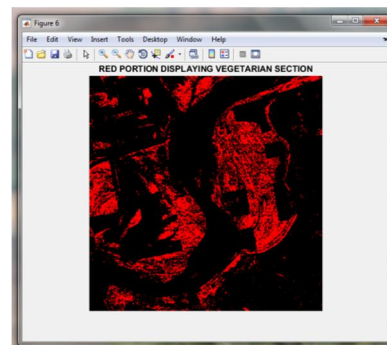 Figure 6
File Edit View Insert Tools Desktop Window Help
RED PORTION DISPLAYING VEGETARIAN SECTION